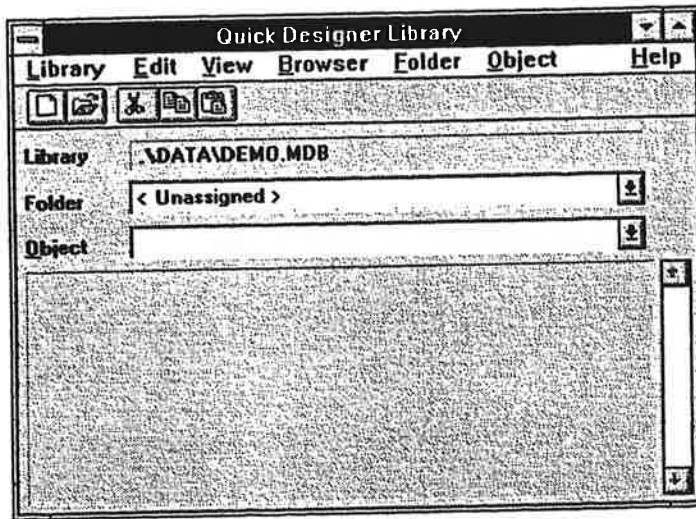 Quick Designer Library
Library Edit View Browser Folder Object Help
Library .\DATA\DEMO.MDB
Folder < Unassigned >
Object